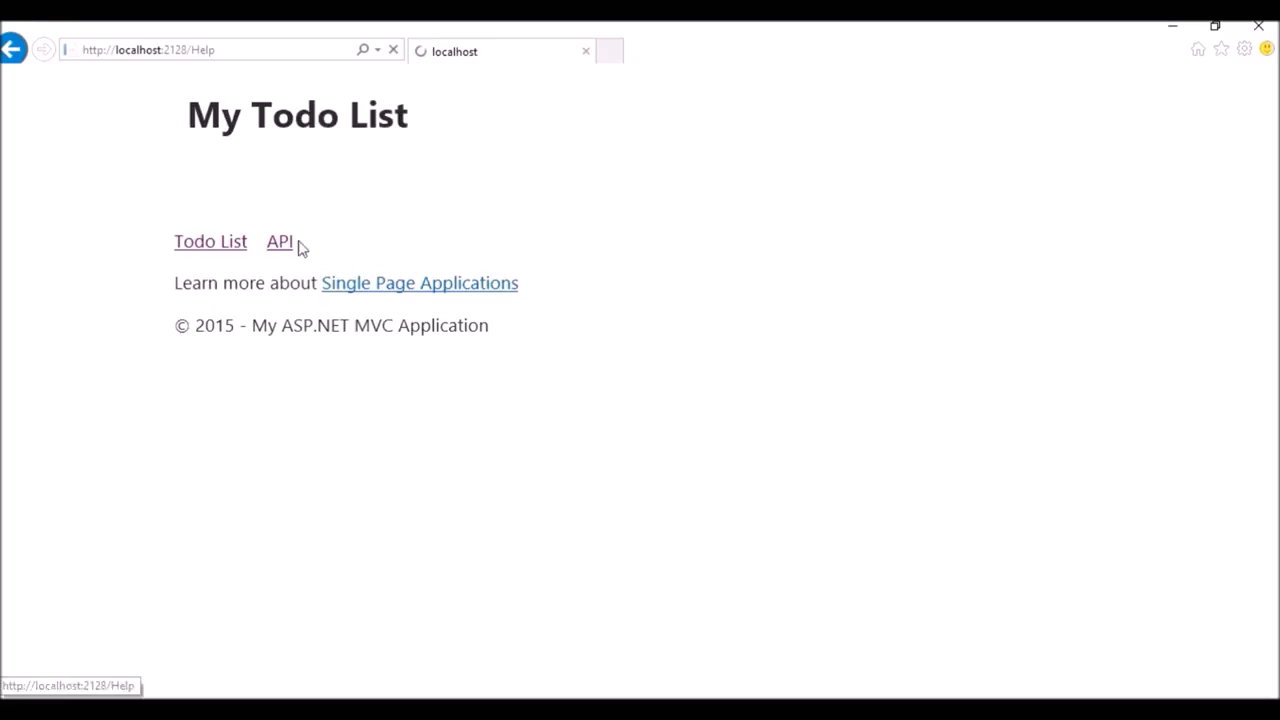 http://localhost:2128/Help
localhost
My Todo List
Todo List API
Learn more about Single Page Applications
© 2015 - My ASP.NET MVC Application
http://localhost:2128/Help